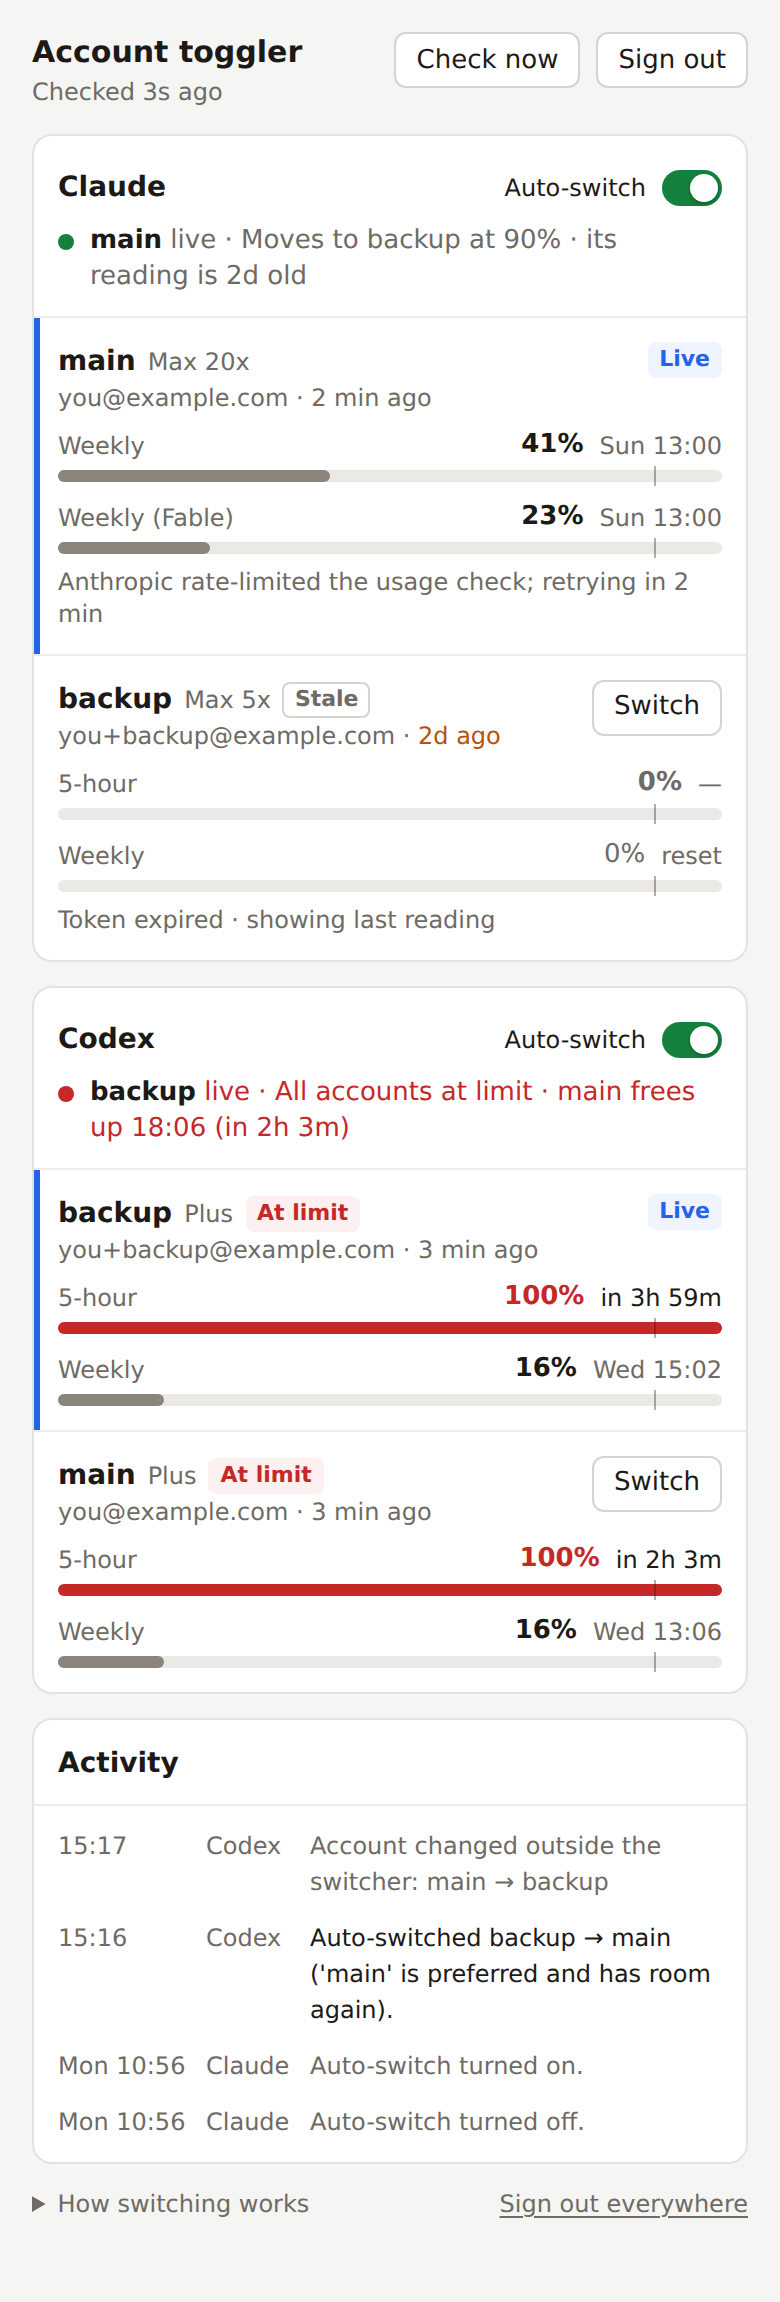 Account toggler
Check now
Sign out
Checked 3s ago
Claude
Auto-switch
main live · Moves to backup at 90% · its
reading is 2d old
main Max 20x
Live
you@example.com · 2 min ago
Weekly 41% Sun 13:00
Weekly (Fable) 23% Sun 13:00
Anthropic rate-limited the usage check; retrying in 2
min
backup Max 5x Stale
Switch
you+backup@example.com · 2d ago
5-hour 0% —
Weekly 0% reset
Token expired · showing last reading
Codex
Auto-switch
backup live · All accounts at limit · main frees
up 18:06 (in 2h 3m)
backup Plus At limit
Live
you+backup@example.com · 3 min ago
5-hour 100% in 3h 59m
Weekly 16% Wed 15:02
main Plus At limit
Switch
you@example.com · 3 min ago
5-hour 100% in 2h 3m
Weekly 16% Wed 13:06
Activity
15:17 Codex Account changed outside the
switcher: main → backup
15:16 Codex Auto-switched backup → main
('main' is preferred and has room
again).
Mon 10:56 Claude Auto-switch turned on.
Mon 10:56 Claude Auto-switch turned off.
▶ How switching works
Sign out everywhere